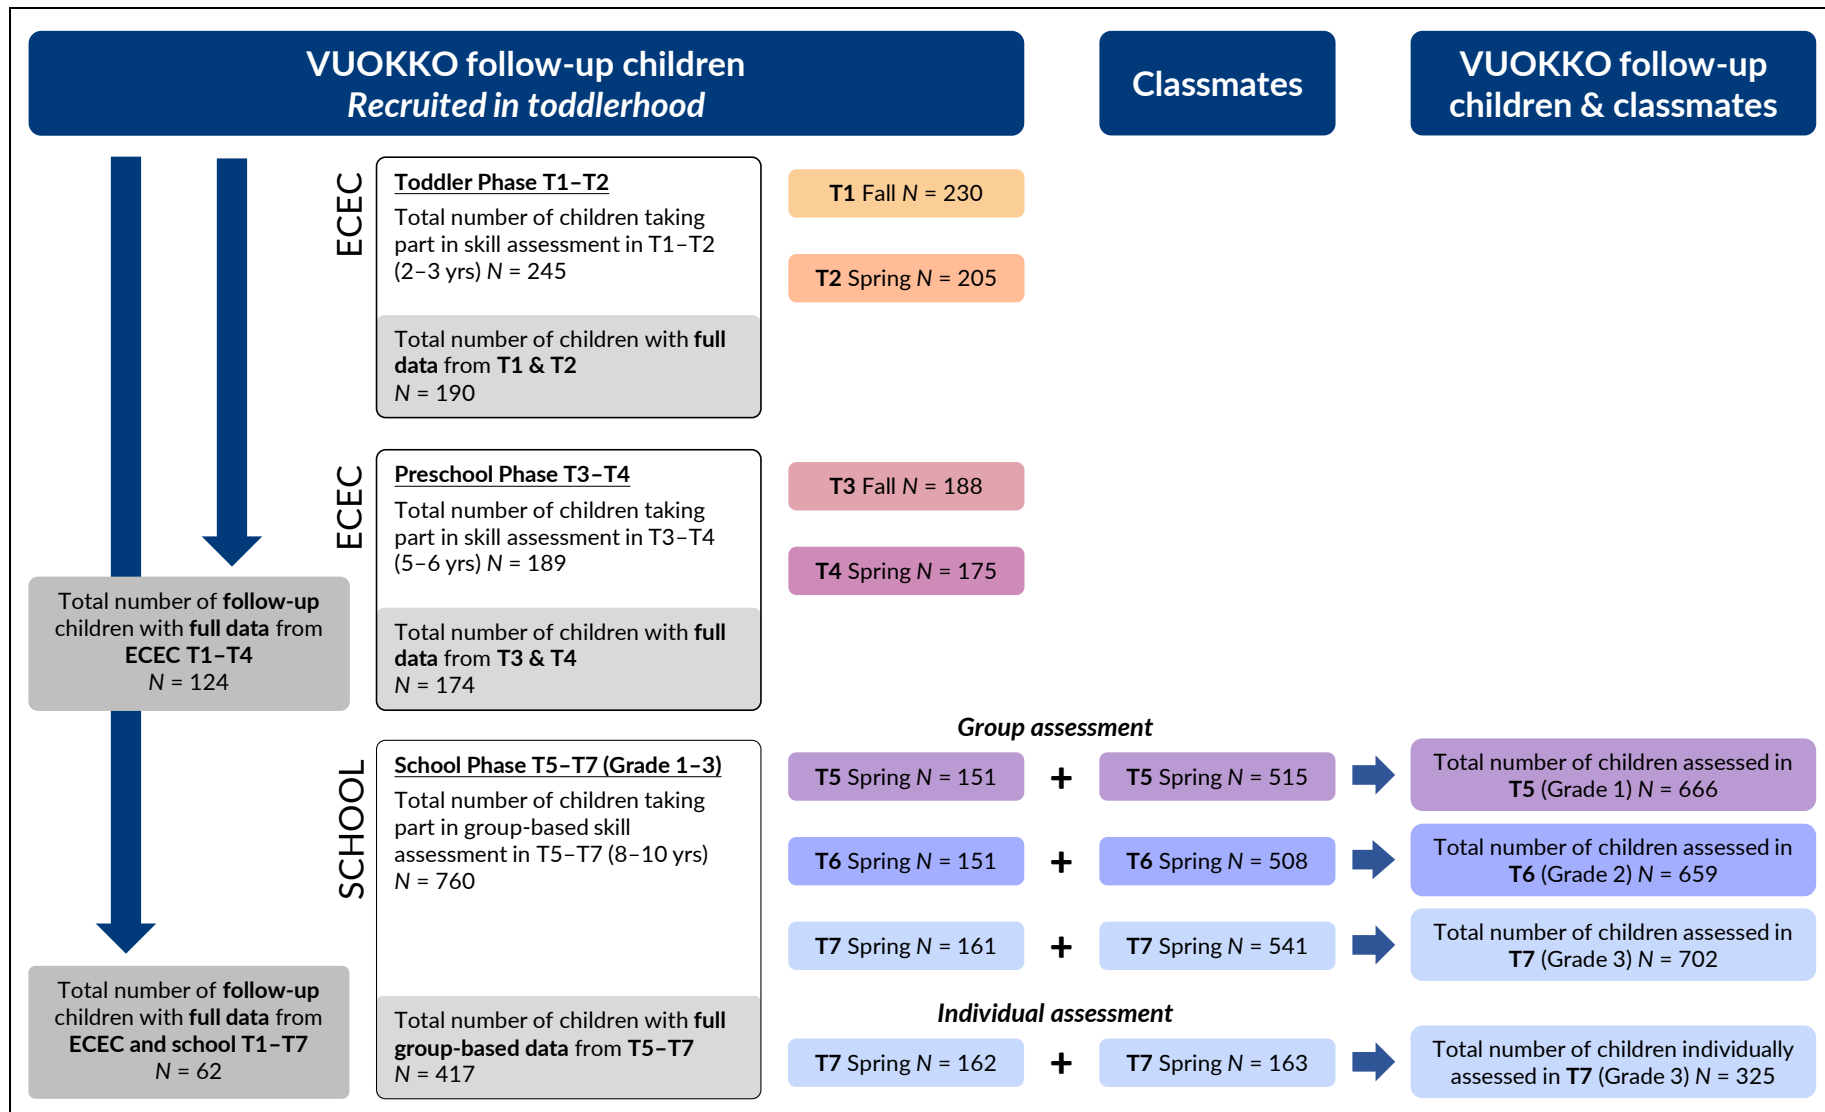 VUOKKO follow-up children
Recruited in toddlerhood
Classmates
VUOKKO follow-up
children & classmates
ECEC
Toddler Phase T1–T2
Total number of children taking
part in skill assessment in T1–T2
(2–3 yrs) N = 245
Total number of children with full
data from T1 & T2
N = 190
T1 Fall N = 230
T2 Spring N = 205
ECEC
Preschool Phase T3–T4
Total number of children taking
part in skill assessment in T3–T4
(5–6 yrs) N = 189
Total number of children with full
data from T3 & T4
N = 174
T3 Fall N = 188
T4 Spring N = 175
Total number of follow-up
children with full data from
ECEC T1–T4
N = 124
SCHOOL
School Phase T5–T7 (Grade 1–3)
Total number of children taking
part in group-based skill
assessment in T5–T7 (8–10 yrs)
N = 760
Total number of children with full
group-based data from T5–T7
N = 417
Group assessment
T5 Spring N = 151 + T5 Spring N = 515
Total number of children assessed in
T5 (Grade 1) N = 666
T6 Spring N = 151 + T6 Spring N = 508
Total number of children assessed in
T6 (Grade 2) N = 659
T7 Spring N = 161 + T7 Spring N = 541
Total number of children assessed in
T7 (Grade 3) N = 702
Individual assessment
T7 Spring N = 162 + T7 Spring N = 163
Total number of children individually
assessed in T7 (Grade 3) N = 325
Total number of follow-up
children with full data from
ECEC and school T1–T7
N = 62